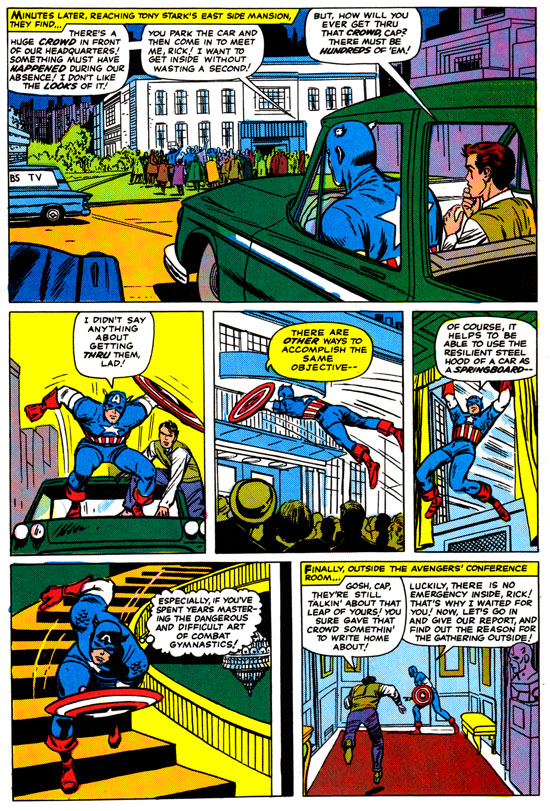 MINUTES LATER, REACHING TONY STARK'S EAST SIDE MANSION,
THEY FIND...
THERE'S A
HUGE CROWD IN FRONT
OF OUR HEADQUARTERS!
SOMETHING MUST HAVE
HAPPENED DURING OUR
ABSENCE! I DON'T LIKE
THE LOOKS OF IT!
YOU PARK THE CAR AND
THEN COME IN TO MEET
ME, RICK! I WANT TO
GET INSIDE WITHOUT
WASTING A SECOND!
BUT, HOW WILL YOU
EVER GET THRU
THAT CROWD, CAP?
THERE MUST BE
HUNDREDS OF 'EM!
BS TV
I DIDN'T SAY
ANYTHING
ABOUT
GETTING
THRU THEM,
LAD!
A
THERE ARE
OTHER WAYS TO
ACCOMPLISH THE
SAME
OBJECTIVE--
OF COURSE, IT
HELPS TO BE
ABLE TO USE THE
RESILIENT STEEL
HOOD OF A CAR AS
A SPRINGBOARD--
ESPECIALLY, IF YOU'VE
SPENT YEARS MASTER-
ING THE DANGEROUS
AND DIFFICULT ART
OF COMBAT
GYMNASTICS!
FINALLY, OUTSIDE THE AVENGERS' CONFERENCE
ROOM...
GOSH, CAP,
THEY'RE STILL
TALKIN' ABOUT THAT
LEAP OF YOURS! YOU
SURE GAVE THAT
CROWD SOMETHIN'
TO WRITE HOME
ABOUT!
LUCKILY, THERE IS NO
EMERGENCY INSIDE, RICK!
THAT'S WHY I WAITED FOR
YOU! NOW, LET'S GO IN
AND GIVE OUR REPORT, AND
FIND OUT THE REASON FOR
THE GATHERING OUTSIDE!